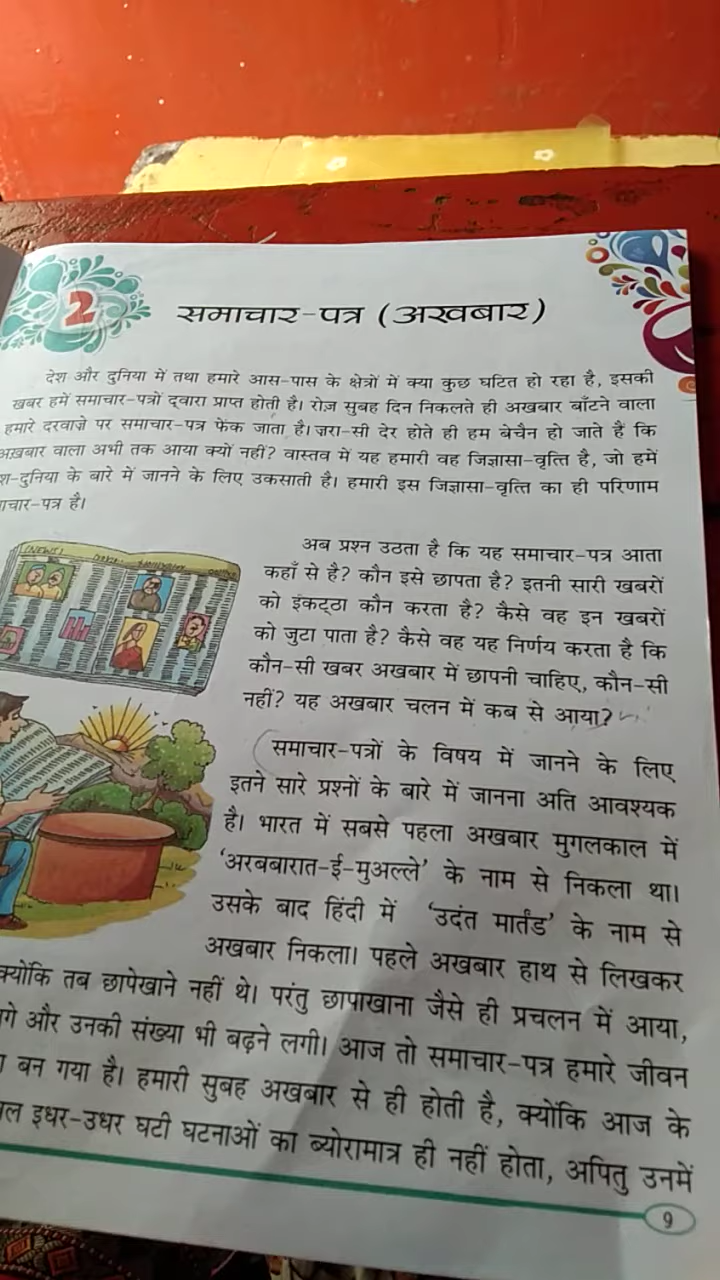 2
समाचार-पत्र (अखबार)
देश और दुनिया में तथा हमारे आस-पास के क्षेत्रों में क्या कुछ घटित हो रहा है, इसकी
खबर हमें समाचार-पत्रों द्वारा प्राप्त होती है। रोज़ सुबह दिन निकलते ही अखबार बाँटने वाला
हमारे दरवाज़े पर समाचार-पत्र फेंक जाता है। ज़रा-सी देर होते ही हम बेचैन हो जाते हैं कि
अखबार वाला अभी तक आया क्यों नहीं? वास्तव में यह हमारी वह जिज्ञासा-वृत्ति है, जो हमें
श-दुनिया के बारे में जानने के लिए उकसाती है। हमारी इस जिज्ञासा-वृत्ति का ही परिणाम
ाचार-पत्र है।
(NEWS)
अब प्रश्न उठता है कि यह समाचार-पत्र आता
कहाँ से है? कौन इसे छापता है? इतनी सारी खबरों
को इंकट्ठा कौन करता है? कैसे वह इन खबरों
को जुटा पाता है? कैसे वह यह निर्णय करता है कि
कौन-सी खबर अखबार में छापनी चाहिए, कौन-सी
नहीं? यह अखबार चलन में कब से आया?
समाचार-पत्रों के विषय में जानने के लिए
इतने सारे प्रश्नों के बारे में जानना अति आवश्यक
है। भारत में सबसे पहला अखबार मुगलकाल में
‘अरबबारात-ई-मुअल्ले’ के नाम से निकला था।
उसके बाद हिंदी में ‘उदंत मार्तंड’ के नाम से
अखबार निकला। पहले अखबार हाथ से लिखकर
क्योंकि तब छापेखाने नहीं थे। परंतु छापाखाना जैसे ही प्रचलन में आया,
गे और उनकी संख्या भी बढ़ने लगी। आज तो समाचार-पत्र हमारे जीवन
बन गया है। हमारी सुबह अखबार से ही होती है, क्योंकि आज के
ल इधर-उधर घटी घटनाओं का ब्योरामात्र ही नहीं होता, अपितु उनमें
9